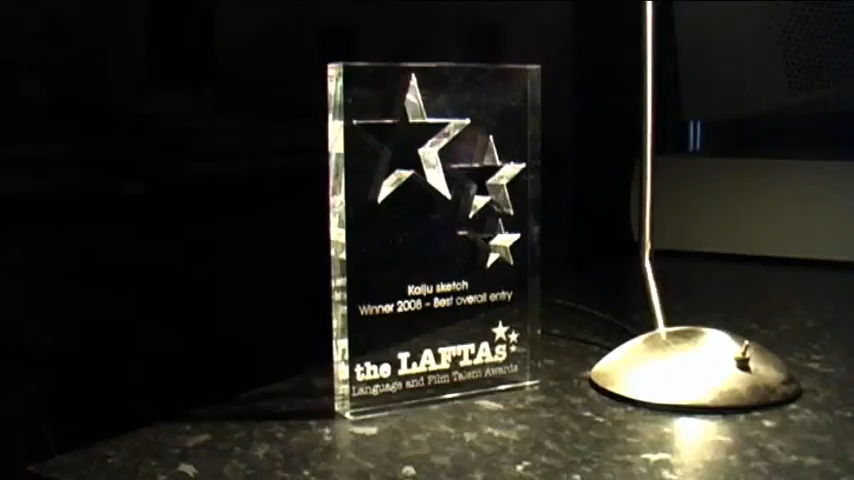 Kaiju sketch
Winner 2008 – Best overall entry
the LAFTAs
Language and Film Talent Awards